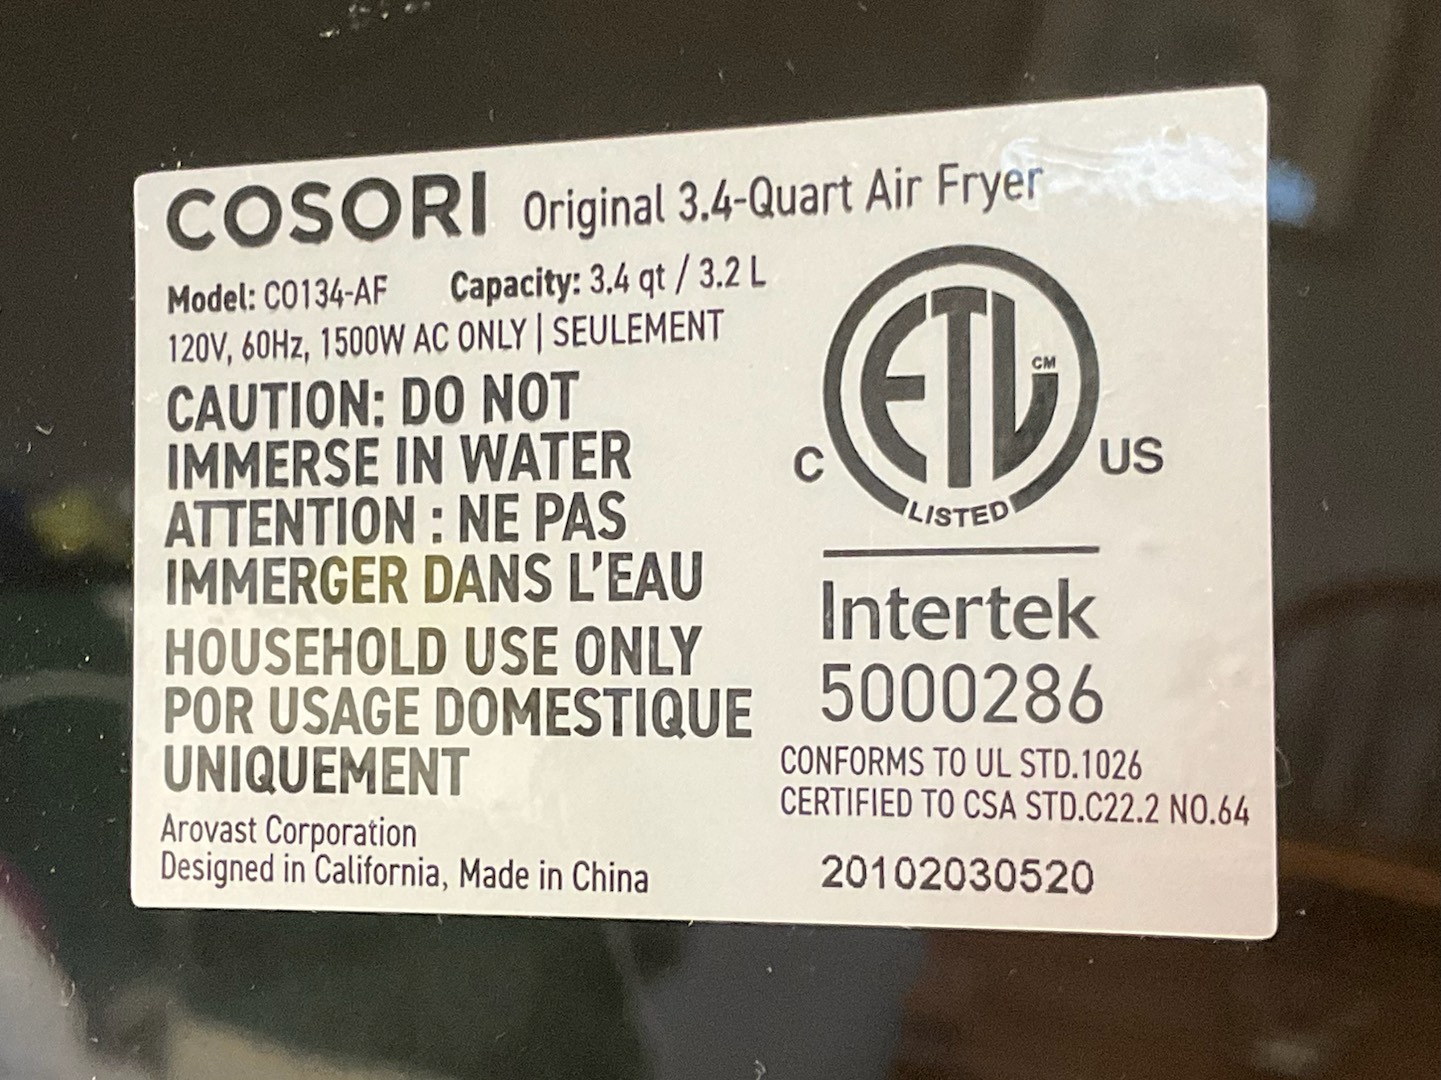 COSORI Original 3.4-Quart Air Fryer
Model: CO134-AF Capacity: 3.4 qt / 3.2 L
120V, 60Hz, 1500W AC ONLY | SEULEMENT
CAUTION: DO NOT
IMMERSE IN WATER
ATTENTION : NE PAS
IMMERGER DANS L'EAU
HOUSEHOLD USE ONLY
POR USAGE DOMESTIQUE
UNIQUEMENT
Arovast Corporation
Designed in California, Made in China
ETL CM
C US
LISTED
Intertek
5000286
CONFORMS TO UL STD.1026
CERTIFIED TO CSA STD.C22.2 NO.64
20102030520